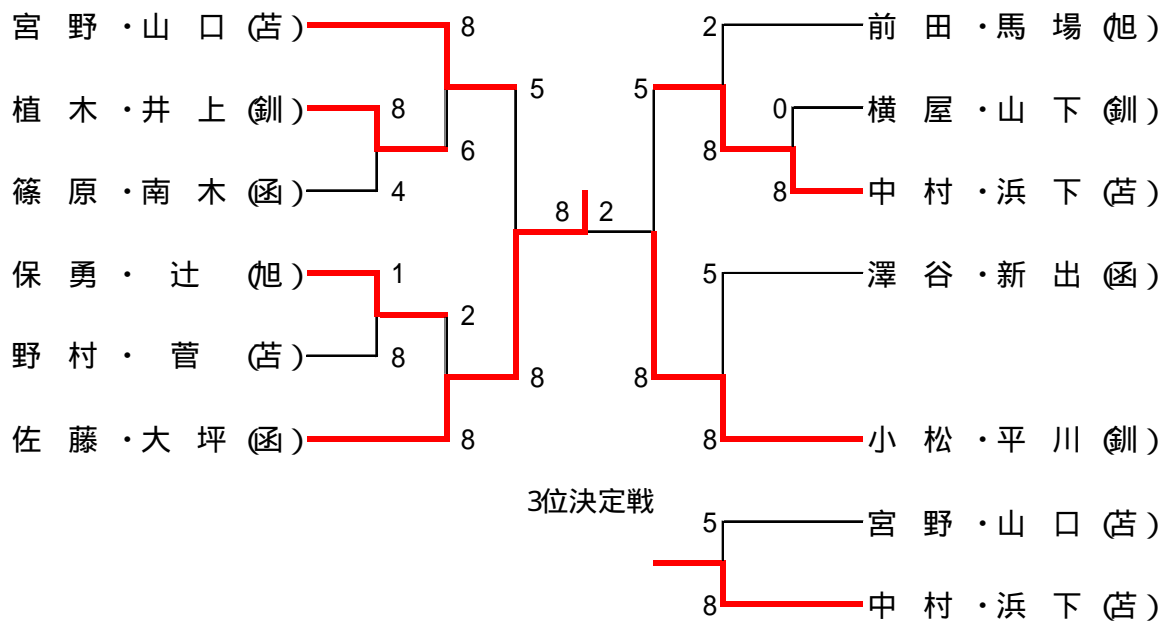 宮 野 ・山 口 (苫)
8
5
植 木 ・井 上 (釧)
8
6
篠 原 ・南 木 (函)
4
8 2
保 勇 ・ 辻 (旭)
1
2
野 村 ・ 菅 (苫)
8
8
佐 藤 ・大 坪 (函)
8
2
前 田 ・馬 場 (旭)
5
0
横 屋 ・山 下 (釧)
8
8
中 村 ・浜 下 (苫)
5
澤 谷 ・新 出 (函)
8
8
小 松 ・平 川 (釧)
3位決定戦
5
宮 野 ・山 口 (苫)
8
中 村 ・浜 下 (苫)